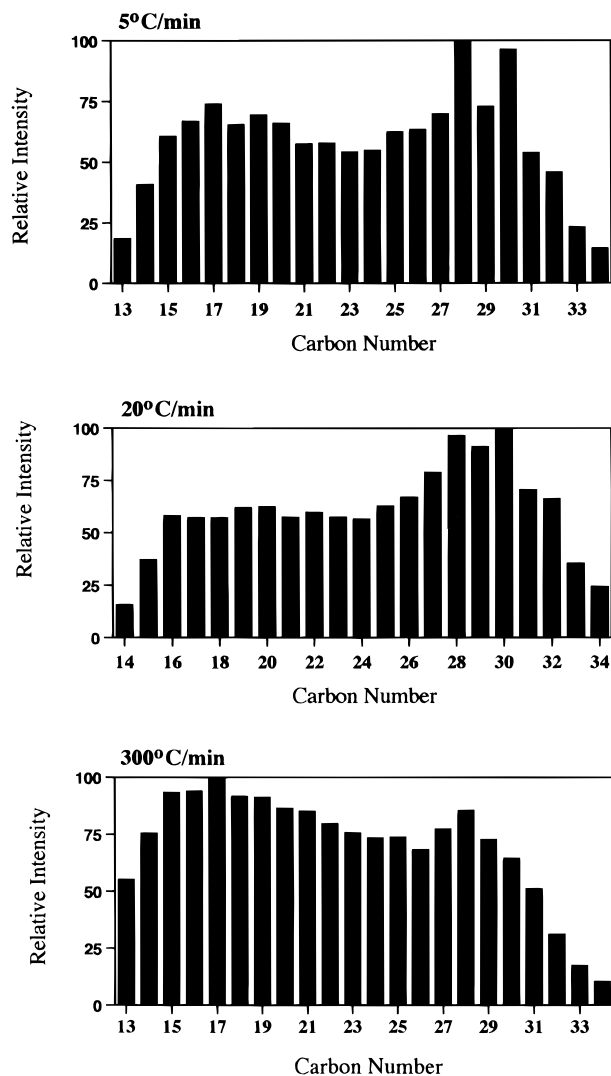 5°C/min
Relative Intensity
100
75
50
25
0
13 15 17 19 21 23 25 27 29 31 33
Carbon Number
20°C/min
Relative Intensity
100
75
50
25
0
14 16 18 20 22 24 26 28 30 32 34
Carbon Number
300°C/min
Relative Intensity
100
75
50
25
0
13 15 17 19 21 23 25 27 29 31 33
Carbon Number